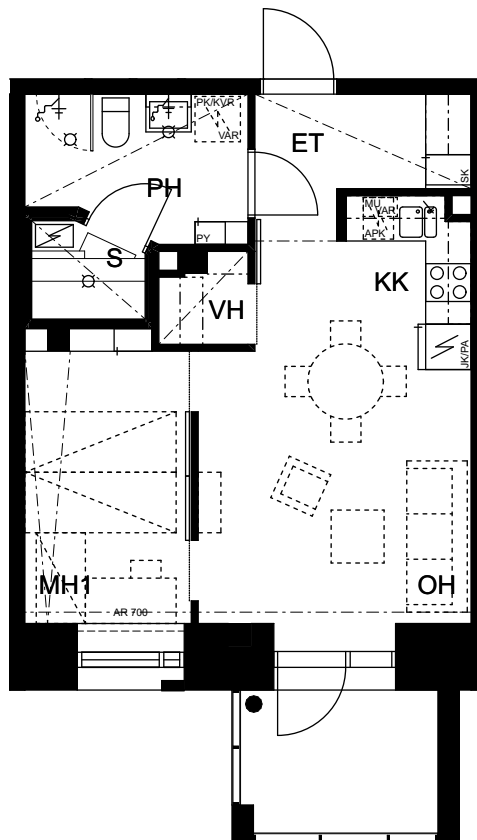 PK/KVR
VAR
ET
SK
PH
MU
VAR
APK
PY
S
KK
VH
JK/PA
MH1
OH
AR 700